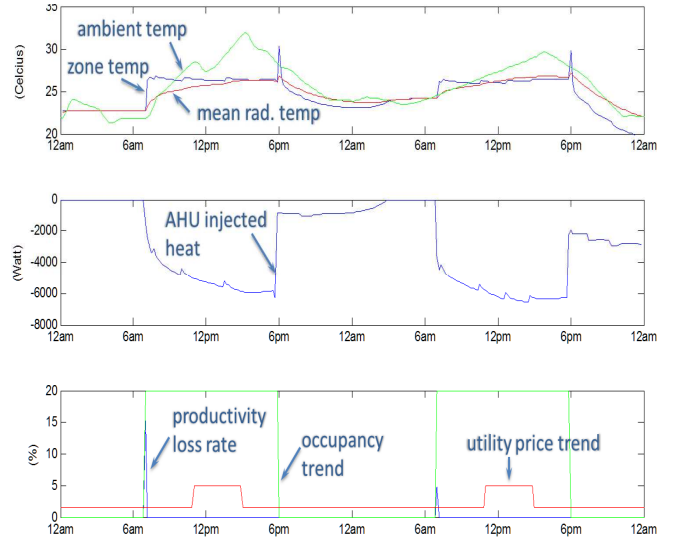 35
ambient temp
30
zone temp
25
mean rad. temp
20
(Celcius)
12am 6am 12pm 6pm 12am 6am 12pm 6pm 12am
0
-2000
AHU injected
heat
-4000
-6000
-8000
(Watt)
12am 6am 12pm 6pm 12am 6am 12pm 6pm 12am
20
productivity
loss rate
15
occupancy
trend
utility price trend
10
5
0
(%)
12am 6am 12pm 6pm 12am 6am 12pm 6pm 12am